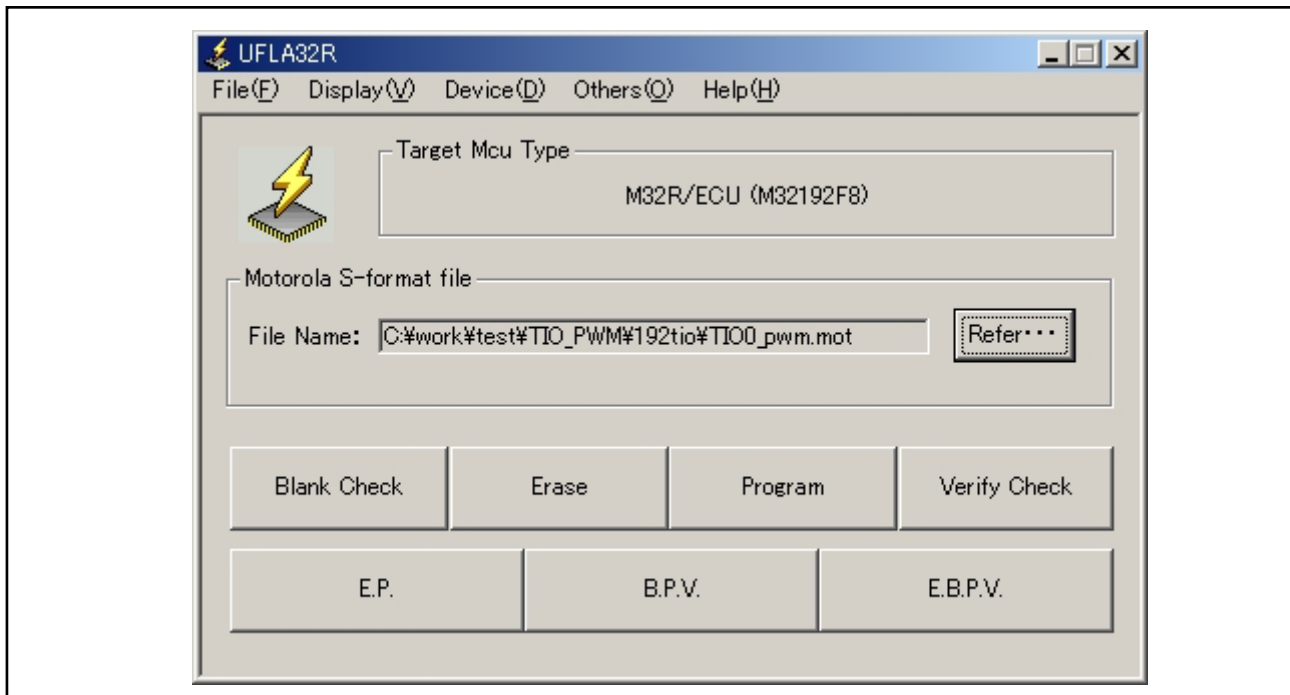 UFLA32R
File(F) Display(V) Device(D) Others(O) Help(H)
Target Mcu Type
M32R/ECU (M32192F8)
Motorola S-format file
File Name: C:¥work¥test¥TIO_PWM¥192tio¥TIO0_pwm.mot Refer・・・
Blank Check Erase Program Verify Check
E.P. B.P.V. E.B.P.V.